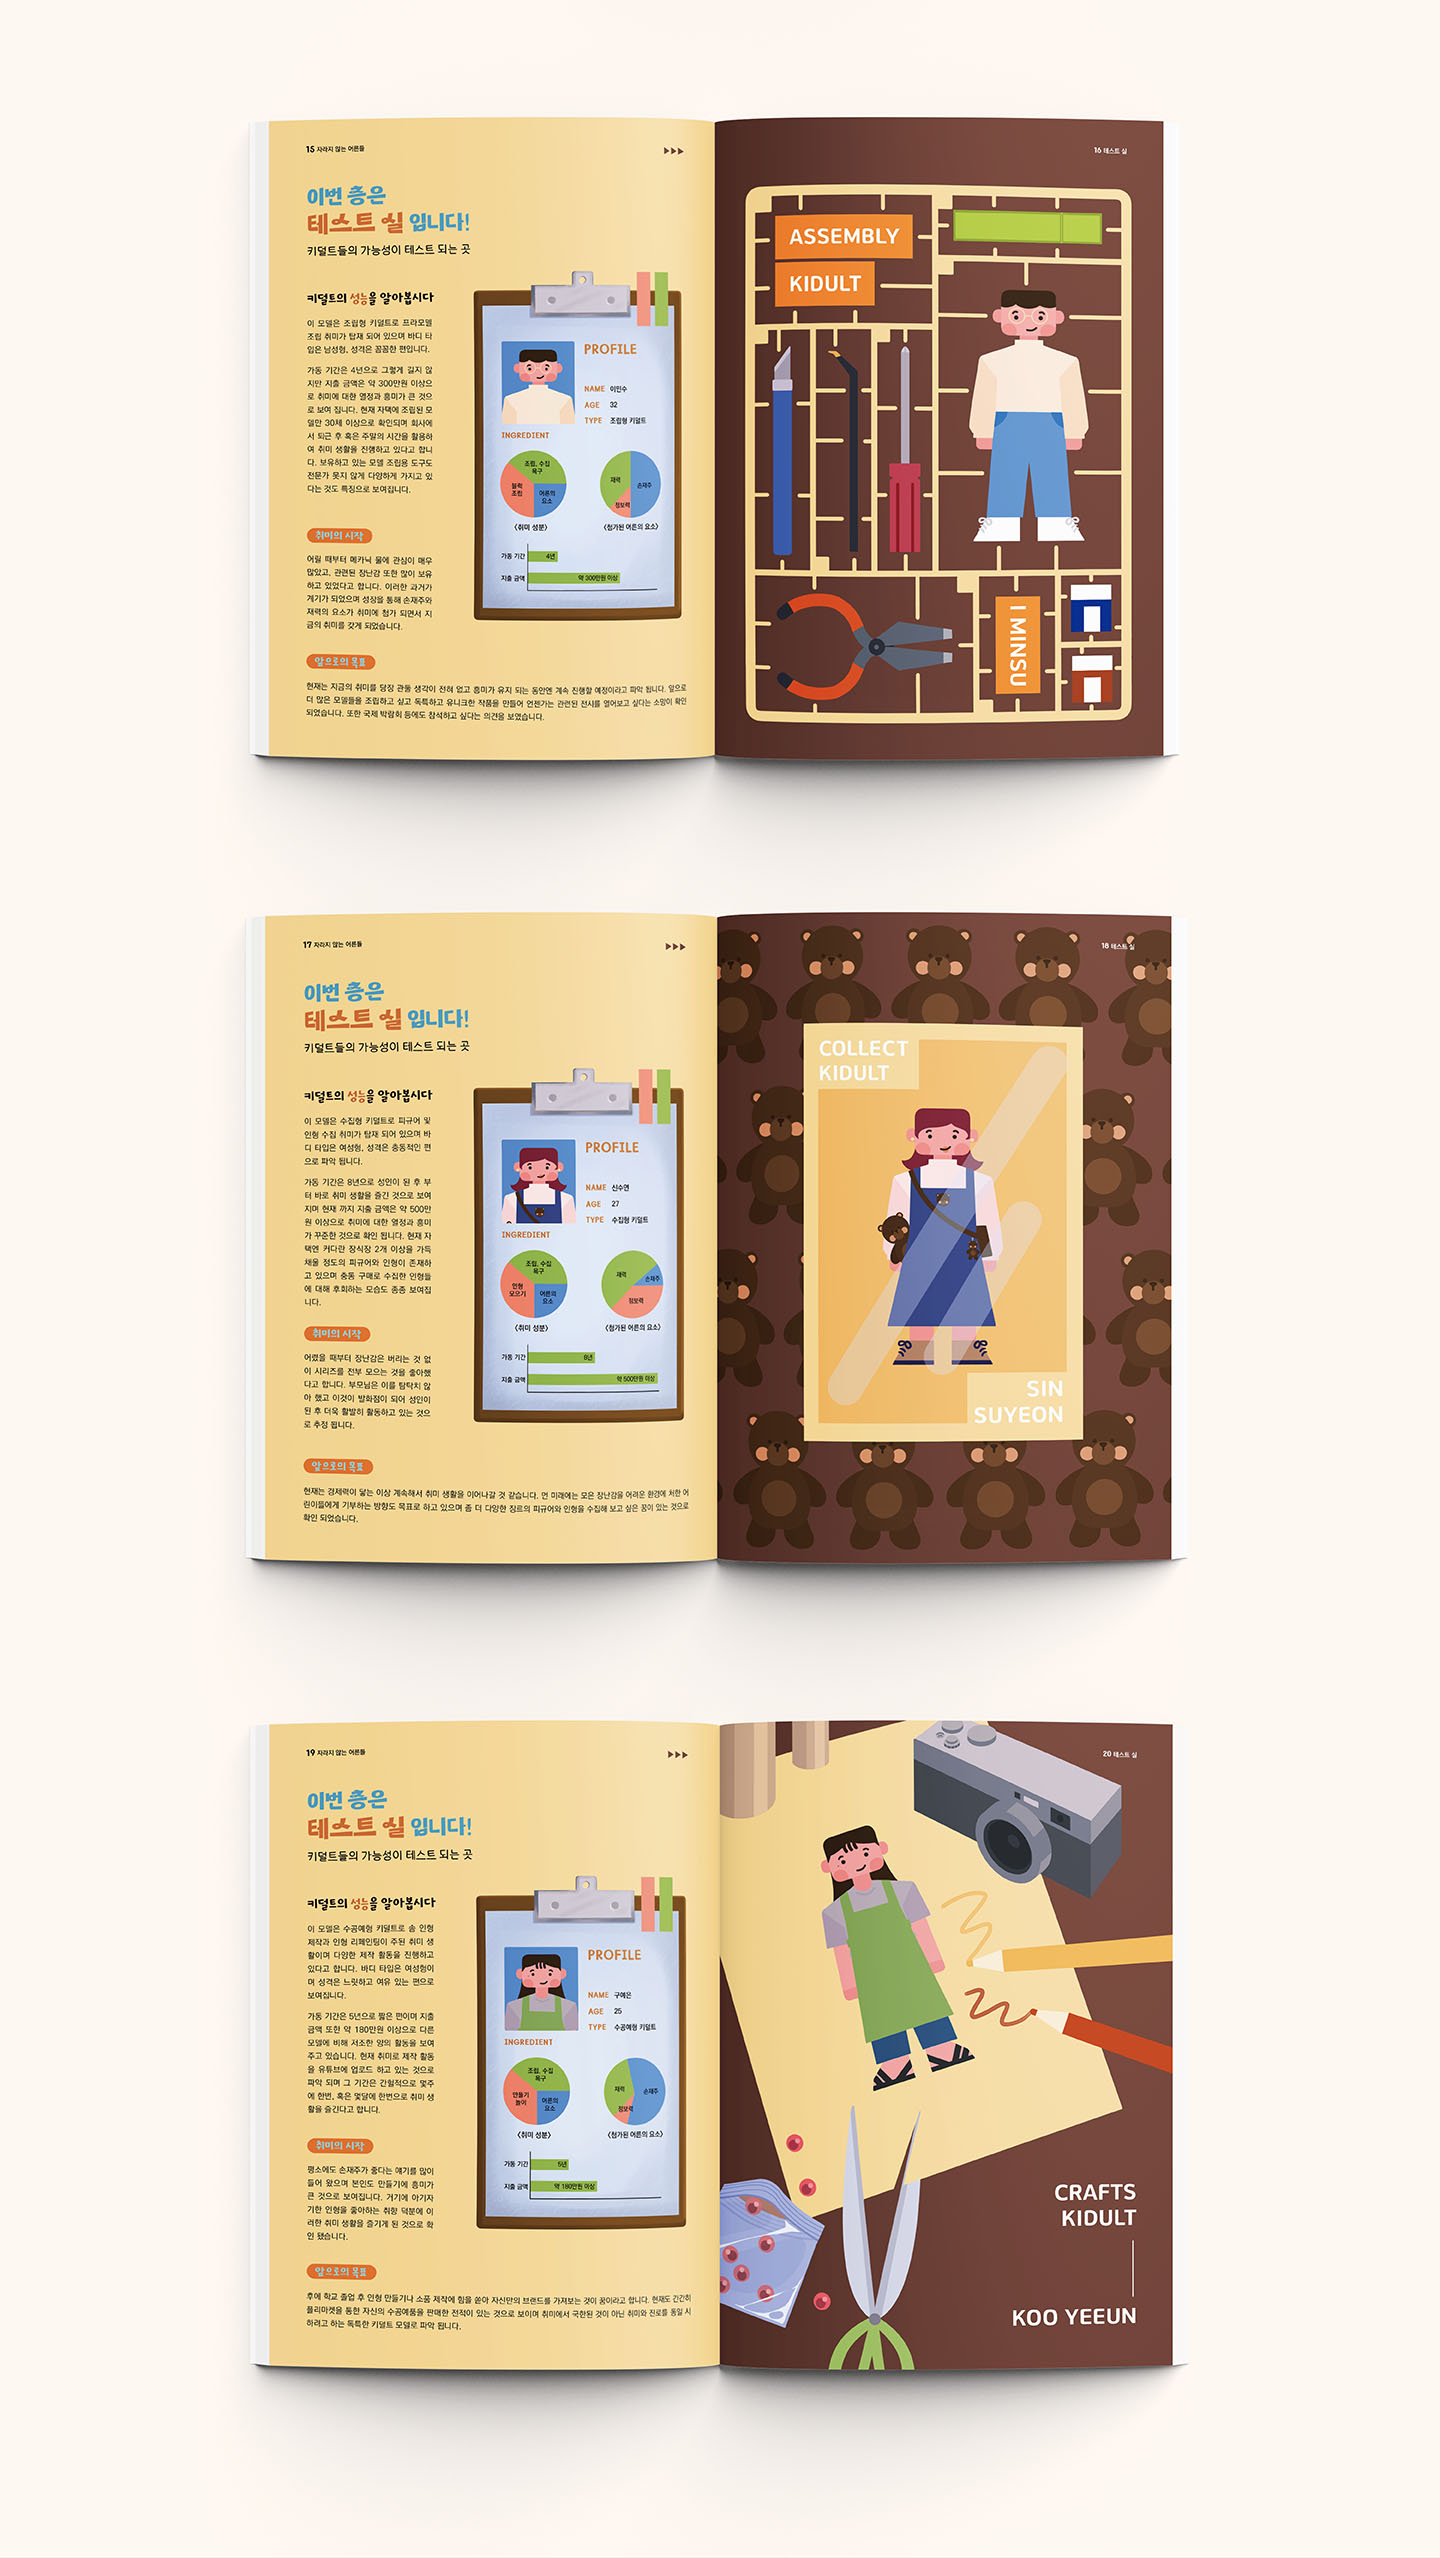 15 자라지 않는 어른들
▶▶▶
이번 층은
테스트 실 입니다!
키덜트들의 가능성이 테스트 되는 곳
키덜트의 성능을 알아봅시다
이 모델은 조립형 키덜트로 프라모델
조립 취미가 탑재 되어 있으며 바디 타
입은 남성형, 성격은 꼼꼼한 편입니다.
가동 기간은 4년으로 그렇게 길지 않
지만 지출 금액은 약 300만원 이상으
로 취미에 대한 열정과 흥미가 큰 것으
로 보여 집니다. 현재 자택에 조립된 모
델만 30체 이상으로 확인되며 회사에
서 퇴근 후 혹은 주말의 시간을 활용하
여 취미 생활을 진행하고 있다고 합니
다. 보유하고 있는 모델 조립용 도구도
전문가 못지 않게 다양하게 가지고 있
다는 것도 특징으로 보여집니다.
취미의 시작
어릴 때부터 메카닉 물에 관심이 매우
많았고, 관련된 장난감 또한 많이 보유
하고 있었다고 합니다. 이러한 과거가
계기가 되었으며 성장을 통해 손재주와
재력의 요소가 취미에 첨가 되면서 지
금의 취미를 갖게 되었습니다.
앞으로의 목표
현재는 지금의 취미를 당장 관둘 생각이 전혀 없고 흥미가 유지 되는 동안엔 계속 진행할 예정이라고 파악 됩니다. 앞으로
더 많은 모델들을 조립하고 싶고 독특하고 유니크한 작품을 만들어 언젠가는 관련된 전시를 열어보고 싶다는 소망이 확인
되었습니다. 또한 국제 박람회 등에도 참석하고 싶다는 의견을 보였습니다.
PROFILE
NAME 이민수
AGE 32
TYPE 조립형 키덜트
INGREDIENT
조립, 수집
욕구
블럭
조립
어른의
요소
<취미 성분>
재력
손재주
정보력
<첨가된 어른의 요소>
가동 기간 4년
지출 금액 약 300만원 이상
16 테스트 실
ASSEMBLY
KIDULT
I MINSU
17 자라지 않는 어른들
▶▶▶
이번 층은
테스트 실 입니다!
키덜트들의 가능성이 테스트 되는 곳
키덜트의 성능을 알아봅시다
이 모델은 수집형 키덜트로 피규어 및
인형 수집 취미가 탑재 되어 있으며 바
디 타입은 여성형, 성격은 충동적인 편
으로 파악 됩니다.
가동 기간은 8년으로 성인이 된 후 부
터 바로 취미 생활을 즐긴 것으로 보여
지며 현재 까지 지출 금액은 약 500만
원 이상으로 취미에 대한 열정과 흥미
가 꾸준한 것으로 확인 됩니다. 현재 자
택엔 커다란 장식장 2개 이상을 가득
채울 정도의 피규어와 인형이 존재하
고 있으며 충동 구매로 수집한 인형들
에 대해 후회하는 모습도 종종 보여집
니다.
취미의 시작
어렸을 때부터 장난감은 버리는 것 없
이 시리즈를 전부 모으는 것을 좋아했
다고 합니다. 부모님은 이를 탐탁치 않
아 했고 이것이 발화점이 되어 성인이
된 후 더욱 활발히 활동하고 있는 것으
로 추정 됩니다.
앞으로의 목표
현재는 경제력이 닿는 이상 계속해서 취미 생활을 이어나갈 것 같습니다. 먼 미래에는 모은 장난감을 어려운 환경에 처한 어
린이들에게 기부하는 방향도 목표로 하고 있으며 좀 더 다양한 장르의 피규어와 인형을 수집해 보고 싶은 꿈이 있는 것으로
확인 되었습니다.
PROFILE
NAME 신수연
AGE 27
TYPE 수집형 키덜트
INGREDIENT
조립, 수집
욕구
인형
모으기
어른의
요소
<취미 성분>
재력
손재주
정보력
<첨가된 어른의 요소>
가동 기간 8년
지출 금액 약 500만원 이상
18 테스트 실
COLLECT
KIDULT
SIN
SUYEON
19 자라지 않는 어른들
▶▶▶
이번 층은
테스트 실 입니다!
키덜트들의 가능성이 테스트 되는 곳
키덜트의 성능을 알아봅시다
이 모델은 수공예형 키덜트로 솜 인형
제작과 인형 리페인팅이 주된 취미 생
활이며 다양한 제작 활동을 진행하고
있다고 합니다. 바디 타입은 여성형이
며 성격은 느릿하고 여유 있는 편으로
보여집니다.
가동 기간은 5년으로 짧은 편이며 지출
금액 또한 약 180만원 이상으로 다른
모델에 비해 저조한 양의 활동을 보여
주고 있습니다. 현재 취미로 제작 활동
을 유튜브에 업로드 하고 있는 것으로
파악 되며 그 기간은 간헐적으로 몇주
에 한번, 혹은 몇달에 한번으로 취미 생
활을 즐긴다고 합니다.
취미의 시작
평소에도 손재주가 좋다는 얘기를 많이
들어 왔으며 본인도 만들기에 흥미가
큰 것으로 보여집니다. 거기에 아기자
기한 인형을 좋아하는 취향 덕분에 이
러한 취미 생활을 즐기게 된 것으로 확
인 됐습니다.
앞으로의 목표
후에 학교 졸업 후 인형 만들기나 소품 제작에 힘을 쏟아 자신만의 브랜드를 가져보는 것이 꿈이라고 합니다. 현재도 간간히
플리마켓을 통한 자신의 수공예품을 판매한 전적이 있는 것으로 보이며 취미에서 국한된 것이 아닌 취미와 진로를 동일 시
하려고 하는 독특한 키덜트 모델로 파악 됩니다.
PROFILE
NAME 구예은
AGE 25
TYPE 수공예형 키덜트
INGREDIENT
조립, 수집
욕구
만들기
놀이
어른의
요소
<취미 성분>
재력
손재주
정보력
<첨가된 어른의 요소>
가동 기간 5년
지출 금액 약 180만원 이상
20 테스트 실
CRAFTS
KIDULT
KOO YEEUN